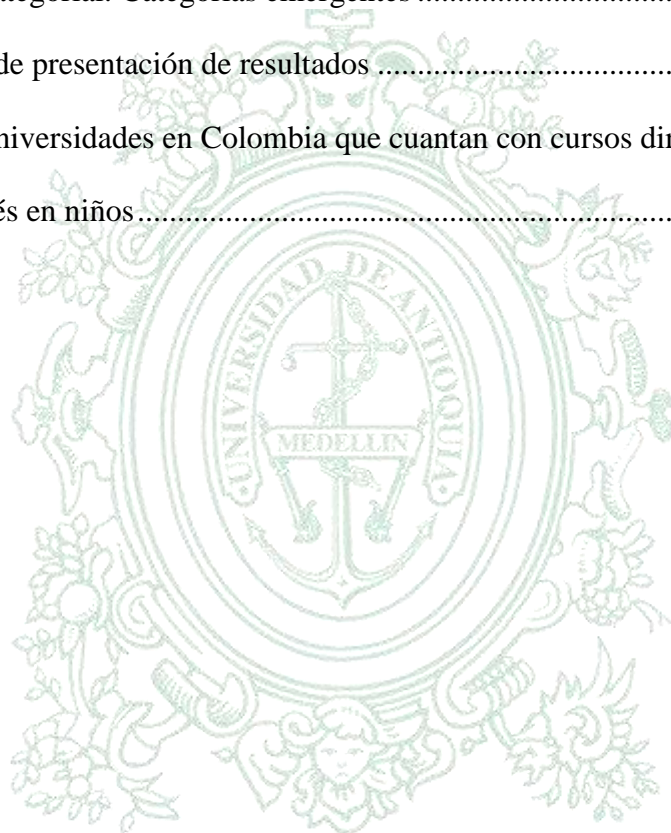 ategorial. Categorías emergentes ....................................
de presentación de resultados ..........................................
niversidades en Colombia que cuantan con cursos dir
és en niños ........................................................................
UNIVERSIDAD DE ANTIOQUIA
MEDELLIN